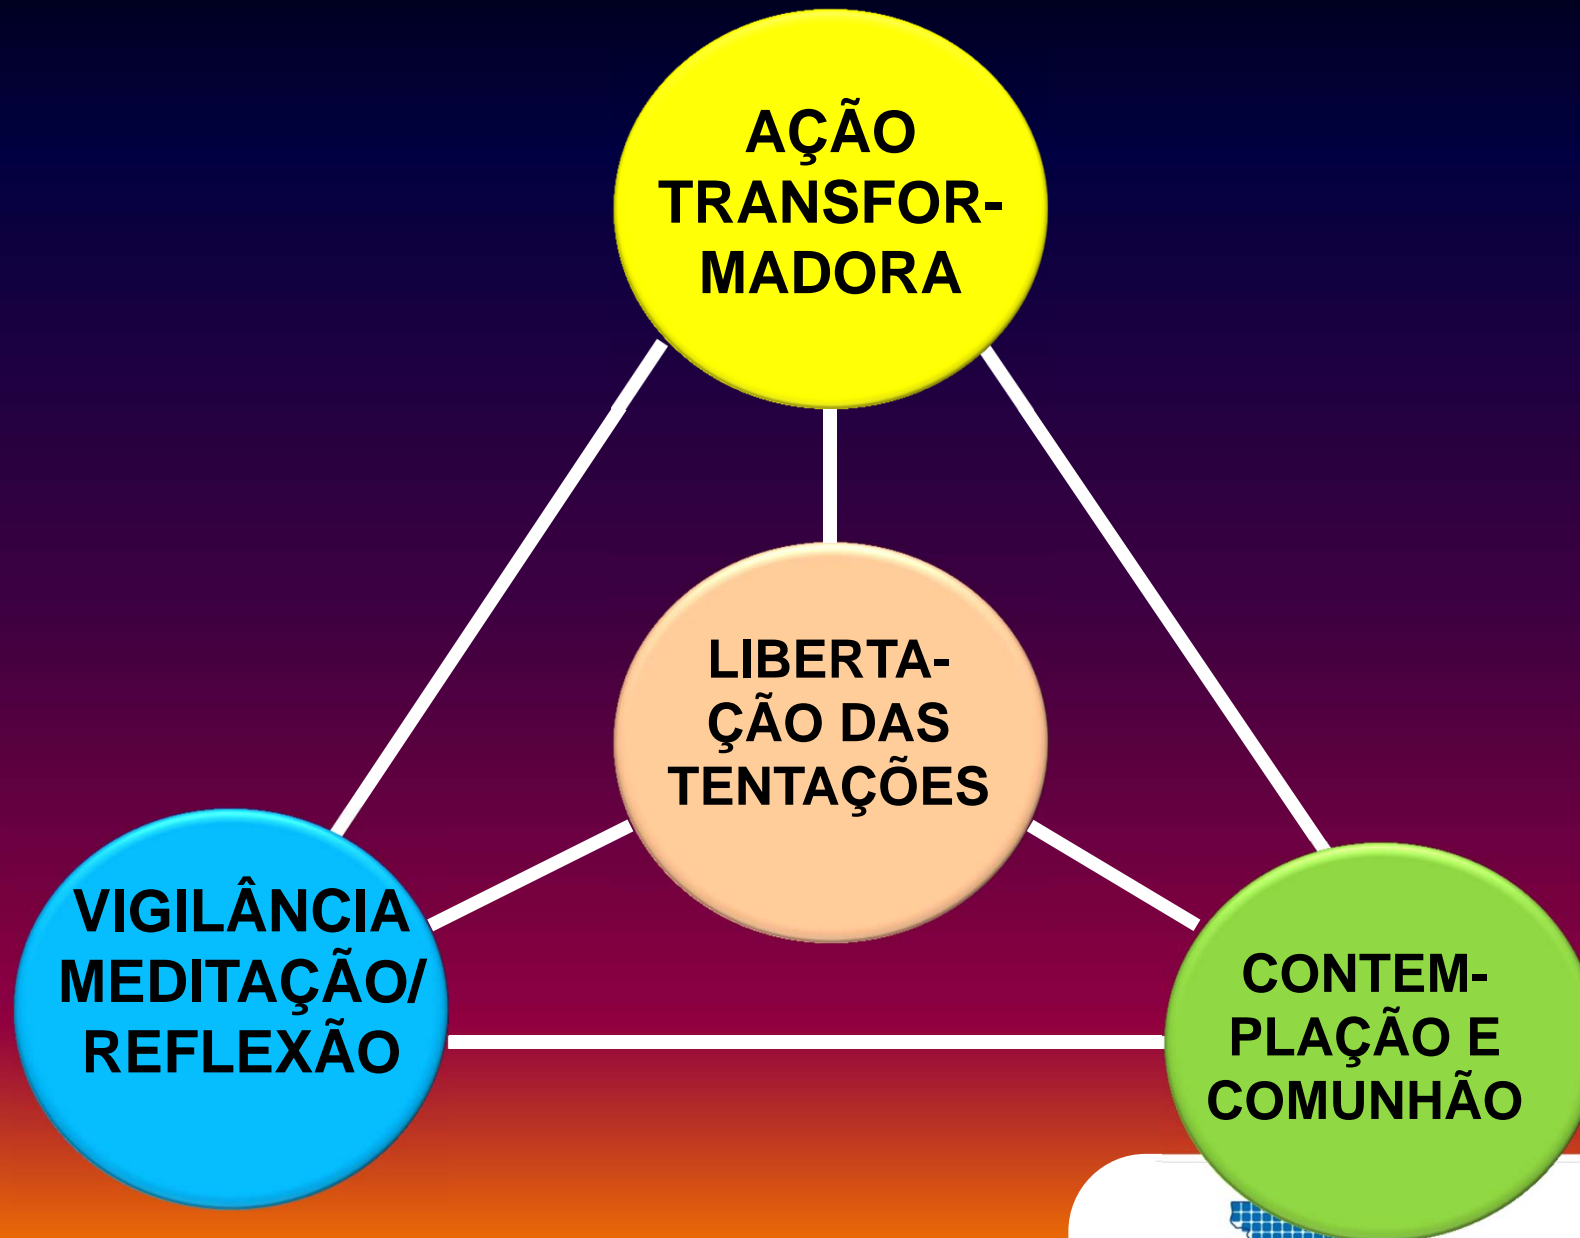 AÇÃO
TRANSFOR-
MADORA
LIBERTA-
ÇÃO DAS
TENTAÇÕES
VIGILÂNCIA
MEDITAÇÃO/
REFLEXÃO
CONTEM-
PLAÇÃO E
COMUNHÃO